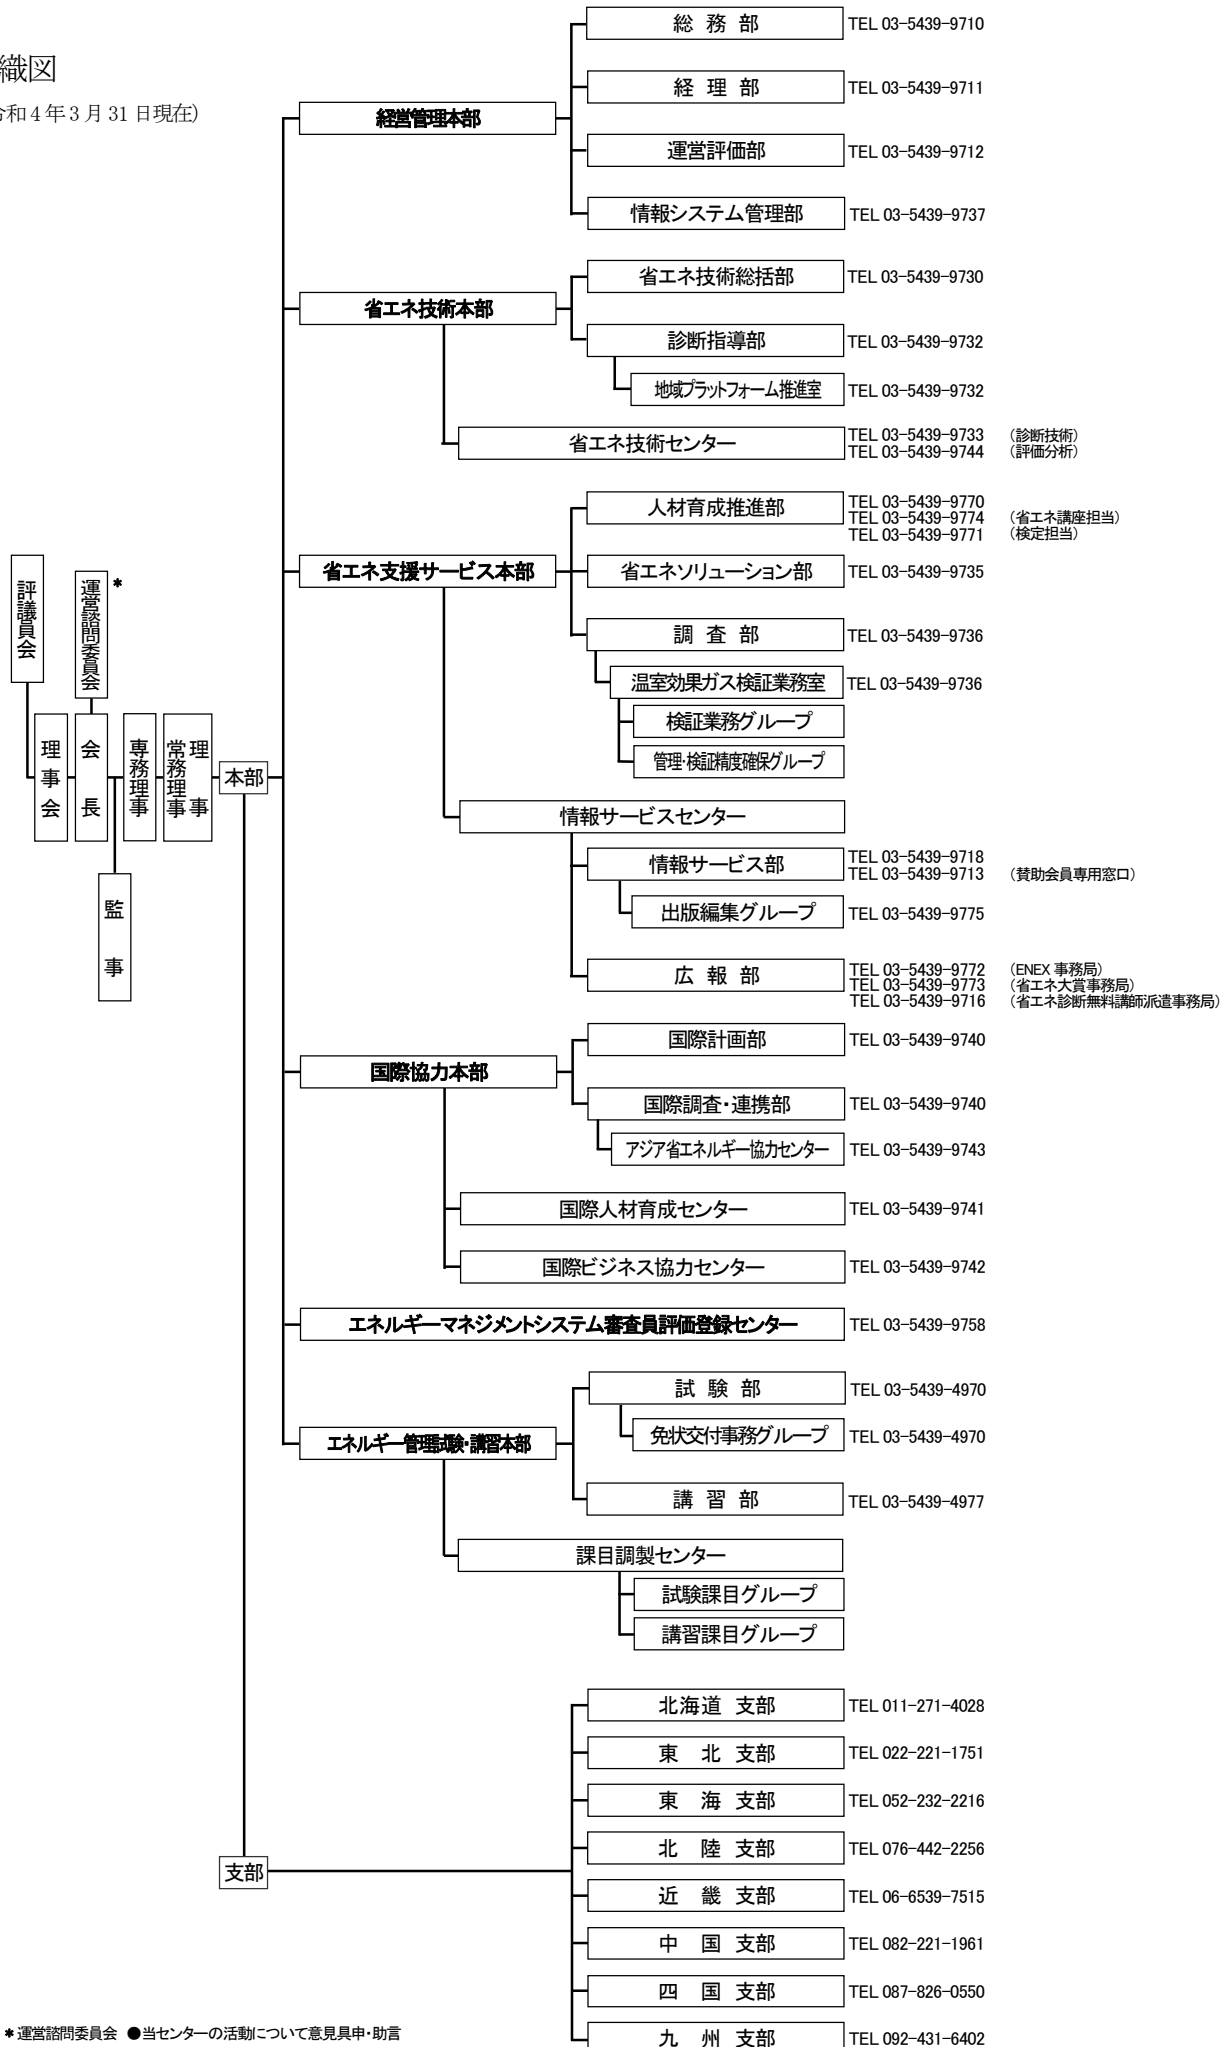 織図
和４年３月31日現在）
総務部 TEL 03-5439-9710
経理部 TEL 03-5439-9711
経営管理本部
運営評価部 TEL 03-5439-9712
情報システム管理部 TEL 03-5439-9737
省エネ技術総括部 TEL 03-5439-9730
省エネ技術本部
診断指導部 TEL 03-5439-9732
地域プラットフォーム推進室 TEL 03-5439-9732
省エネ技術センター TEL 03-5439-9733 （診断技術）
TEL 03-5439-9744 （評価分析）
人材育成推進部 TEL 03-5439-9770
TEL 03-5439-9774 （省エネ講座担当）
TEL 03-5439-9771 （検定担当）
省エネ支援サービス本部
省エネソリューション部 TEL 03-5439-9735
調査部 TEL 03-5439-9736
温室効果ガス検証業務室 TEL 03-5439-9736
検証業務グループ
管理・検証精度確保グループ
評議員会
運営諮問委員会
*
理事会
会長
専務理事
常務理事
理事
本部
監事
情報サービスセンター
情報サービス部 TEL 03-5439-9718
TEL 03-5439-9713 （賛助会員専用窓口）
出版編集グループ TEL 03-5439-9775
広報部 TEL 03-5439-9772 （ENEX 事務局）
TEL 03-5439-9773 （省エネ大賞事務局）
TEL 03-5439-9716 （省エネ診断無料講師派遣事務局）
国際計画部 TEL 03-5439-9740
国際協力本部
国際調査・連携部 TEL 03-5439-9740
アジア省エネルギー協力センター TEL 03-5439-9743
国際人材育成センター TEL 03-5439-9741
国際ビジネス協力センター TEL 03-5439-9742
エネルギーマネジメントシステム審査員評価登録センター TEL 03-5439-9758
試験部 TEL 03-5439-4970
エネルギー管理試験・講習本部
免状交付事務グループ TEL 03-5439-4970
講習部 TEL 03-5439-4977
課目調製センター
試験課目グループ
講習課目グループ
北海道 支部 TEL 011-271-4028
東北 支部 TEL 022-221-1751
東海 支部 TEL 052-232-2216
北陸 支部 TEL 076-442-2256
支部
近畿 支部 TEL 06-6539-7515
中国 支部 TEL 082-221-1961
四国 支部 TEL 087-826-0550
九州 支部 TEL 092-431-6402
*運営諮問委員会 ●当センターの活動について意見具申・助言